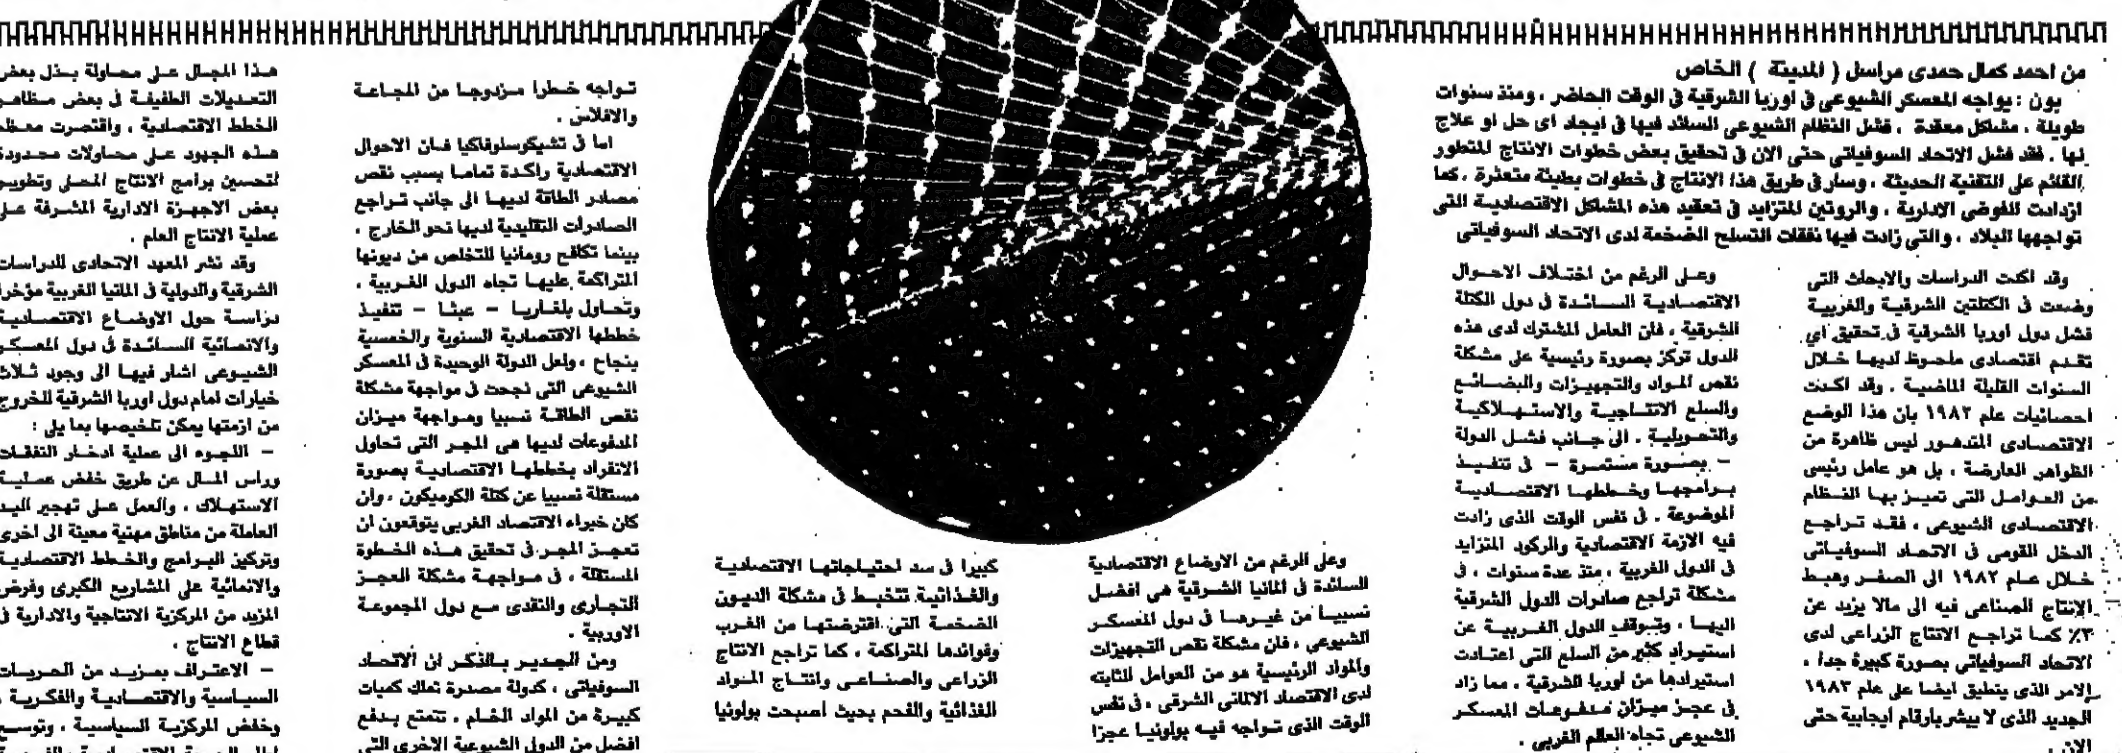 من احمد كمال حمدى مراسل ( المدينة ) الخاص
بون : يواجه المعسكر الشيوعى فى اوربا الشرقية فى الوقت الحاضر ، ومنذ سنوات
طويلة ، مشاكل معقدة ، فشل النظام الشيوعى السائد فيها فى ايجاد اى حل او علاج
لها . فقد فشل الاتحاد السوفياتى حتى الان فى تحقيق بعض خطوات الانتاج المتطور
القائم على التقنية الحديثة ، وسار فى طريق هذا الانتاج فى خطوات بطيئة متعثرة ، كما
ازدادت الفوضى الادارية ، والروتين المتزايد فى تعقيد هذه المشاكل الاقتصادية التى
تواجهها البلاد ، والتى زادت فيها نفقات التسلح الضخمة لدى الاتحاد السوفياتى
وقد اكدت الدراسات والابحاث التى
وضعت فى الكتلتين الشرقية والغربية
فشل دول اوربا الشرقية فى تحقيق اى
تقدم اقتصادى ملحوظ لديها خلال
السنوات القليلة الماضية . وقد اكدت
احصائيات علم ١٩٨٢ بان هذا الوضع
الاقتصادى المتدهور ليس ظاهرة من
الظواهر العارضة ، بل هو عامل رئيسى
من العوامل التى تميز بها النظام
الاقتصادى الشيوعى ، فقد تراجع
الدخل القومى فى الاتحاد السوفياتى
خلال عام ١٩٨٢ الى الصفر وهبط
الانتاج الصناعى فيه الى مالا يزيد عن
٣٪ كما تراجع الانتاج الزراعى لدى
الاتحاد السوفياتى بصورة كبيرة جدا ،
الامر الذى ينطبق ايضا على علم ١٩٨٣
الجديد الذى لا يبشر بارقام ايجابية حتى
الان .
وعلى الرغم من اختلاف الاحوال
الاقتصادية السائدة فى دول الكتلة
الشرقية ، فان العامل المشترك لدى هذه
الدول تركز بصورة رئيسية على مشكلة
نقص المواد والتجهيزات والبضائع
والسلع الانتاجية والاستهلاكية
والتحويلية . الى جانب فشل الدولة
– بصورة مستمرة – فى تنفيذ
برامجها وخططها الاقتصادية
الموضوعة . فى نفس الوقت الذى زادت
فيه الازمة الاقتصادية والركود المتزايد
فى الدول الغربية ، منذ عدة سنوات ، فى
مشكلة تراجع صادرات الدول الشرقية
اليها ، وتوقف الدول الغربية عن
استيراد كثير من السلع التى اعتادت
استيرادها من اوربا الشرقية ، مما زاد
فى عجز ميزان مدفوعات المعسكر
الشيوعى تجاه العالم الغربى .
وعلى الرغم من الاوضاع الاقتصادية
السائدة فى المانيا الشرقية هى افضل
نسبيا من غيرها فى دول المعسكر
الشيوعى ، فان مشكلة نقص التجهيزات
والمواد الرئيسية هو من العوامل الثابته
لدى الاقتصاد الالمانى الشرقى ، فى نفس
الوقت الذى تواجه فيه بولونيا عجزا
كبيرا فى سد احتياجاتها الاقتصادية
والغذائية تتخبط فى مشكلة الديون
الضخمة التى اقترضتها من الغرب
وفوائدها المتراكمة ، كما تراجع الانتاج
الزراعى والصناعى وانتاج المواد
الغذائية والفحم بحيث اصبحت بولونيا
تواجه خطرا مزدوجا من المجاعة
والافلاس .
اما فى تشيكوسلوفاكيا فان الاحوال
الاقتصادية راكدة تماما بسبب نقص
مصادر الطاقة لديها الى جانب تراجع
الصادرات التقليدية لديها نحو الخارج ،
بينما تكافح رومانيا للتخلص من ديونها
المتراكمة عليها تجاه الدول الغربية ،
وتحاول بلغاريا – عبثا – تنفيذ
خططها الاقتصادية السنوية والخمسية
بنجاح ، ولعل الدولة الوحيدة فى المعسكر
الشيوعى التى نجحت فى مواجهة مشكلة
نقص الطاقة نسبيا ومواجهة ميزان
المدفوعات لديها هى المجر التى تحاول
الانفراد بخططها الاقتصادية بصورة
مستقلة نسبيا عن كتلة الكوميكون ، وان
كان خبراء الاقتصاد الغربى يتوقعون ان
تعجز المجر فى تحقيق هذه الخطوة
المستقلة ، فى مواجهة مشكلة العجز
التجارى والنقدى مع دول المجموعة
الاوربية .
ومن الجدير بالذكر ان الاتحاد
السوفياتى ، كدولة مصدرة تملك كميات
كبيرة من المواد الخام ، تتمتع بدفع
افضل من الدول الشيوعية الاخرى التى
هذا المجال على محاولة بذل بعض
التعديلات الطفيفة فى بعض مظاهر
الخطط الاقتصادية ، واقتصرت معظم
هذه الجهود على محاولات محدودة
لتحسين برامج الانتاج المحلى وتطوير
بعض الاجهزة الادارية المشرفة على
عملية الانتاج العام .
وقد نشر المعهد الاتحادى للدراسات
الشرقية والدولية فى المانيا الغربية مؤخرا
دراسة حول الاوضاع الاقتصادية
والانمائية السائدة فى دول المعسكر
الشيوعى اشار فيها الى وجود ثلاث
خيارات امام دول اوربا الشرقية للخروج
من ازمتها يمكن تلخيصها بما يلى :
– اللجوء الى عملية ادخار النفقات
وراس المال عن طريق خفض عملية
الاستهلاك ، والعمل على تهجير اليد
العاملة من مناطق مهنية معينة الى اخرى
وتركيز البرامج والخطط الاقتصادية
والانمائية على المشاريع الكبرى وفرض
المزيد من المركزية الانتاجية والادارية فى
قطاع الانتاج .
– الاعتراف بمزيد من الحريات
السياسية والاقتصادية والفكرية ،
وخفض المركزية السياسية ، وتوسيع